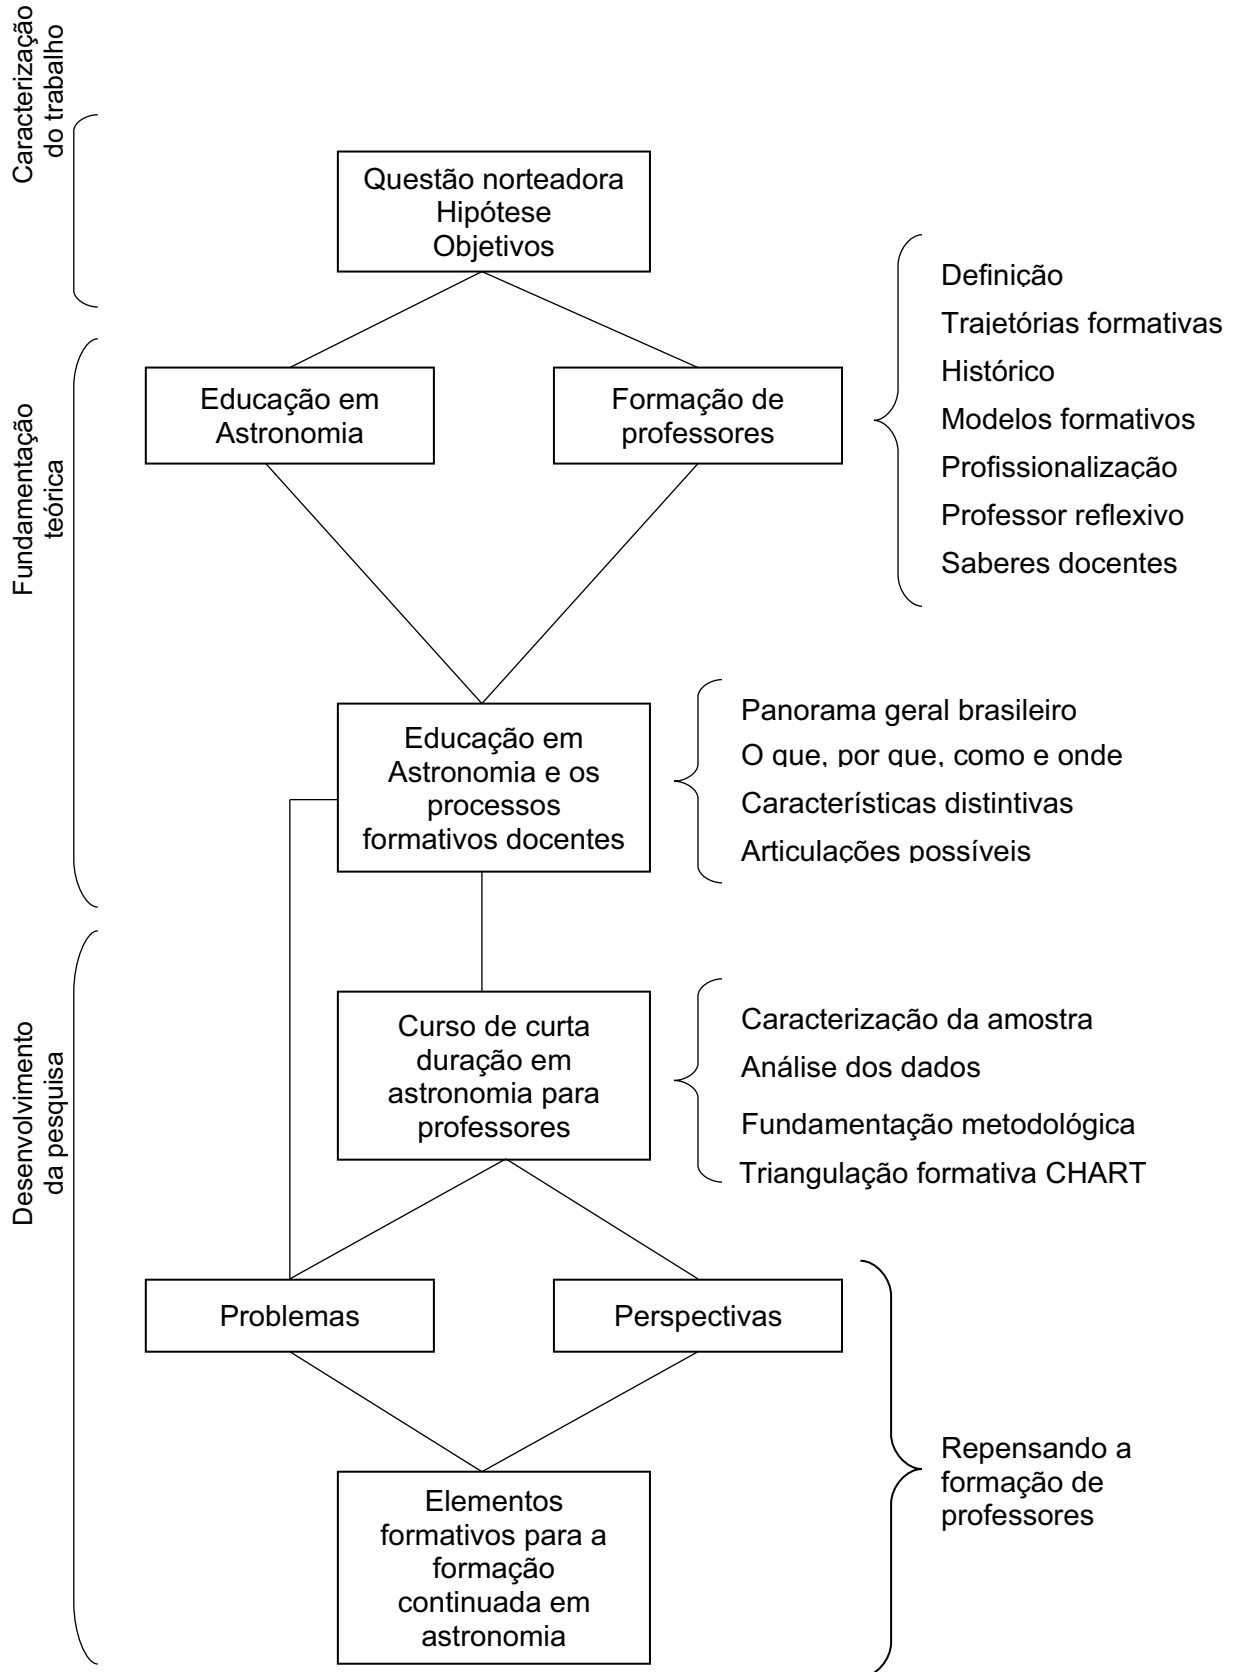 Caracterização
do trabalho
Questão norteadora
Hipótese
Objetivos
Fundamentação
teórica
Educação em
Astronomia
Formação de
professores
Definição
Trajetórias formativas
Histórico
Modelos formativos
Profissionalização
Professor reflexivo
Saberes docentes
Educação em
Astronomia e os
processos
formativos docentes
Panorama geral brasileiro
O que, por que, como e onde
Características distintivas
Articulações possíveis
Desenvolvimento
da pesquisa
Curso de curta
duração em
astronomia para
professores
Caracterização da amostra
Análise dos dados
Fundamentação metodológica
Triangulação formativa CHART
Problemas
Perspectivas
Elementos
formativos para a
formação
continuada em
astronomia
Repensando a
formação de
professores